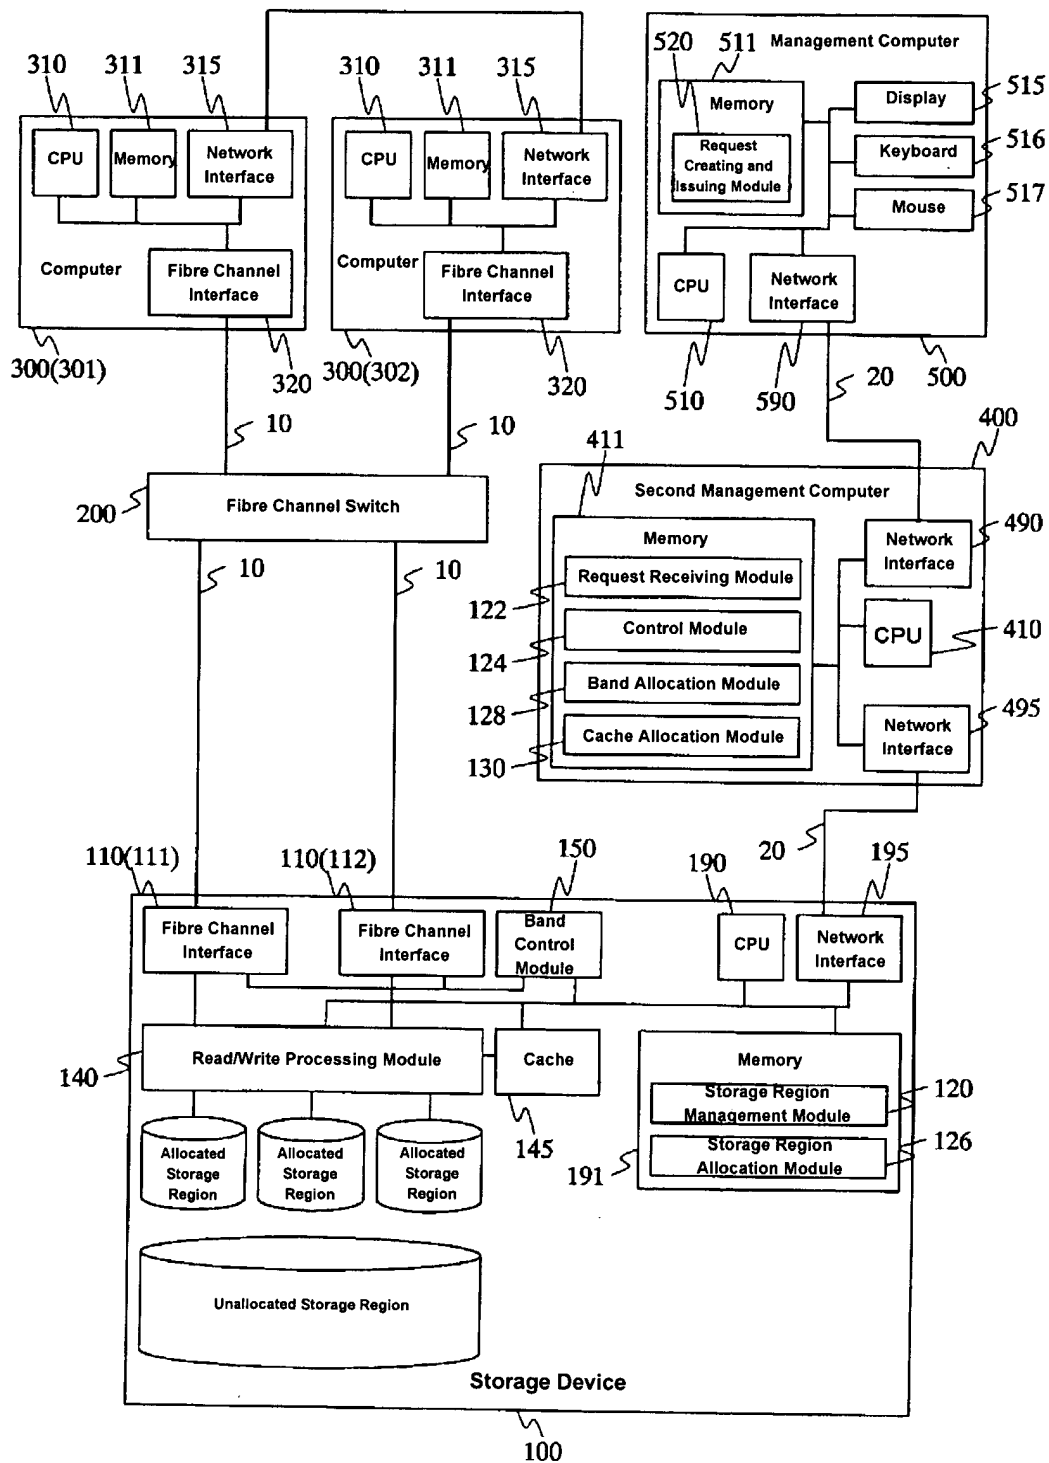 310
311
315
CPU
Memory
Network
Interface
Computer
Fibre Channel
Interface
300(301)
320
310
311
315
CPU
Memory
Network
Interface
Computer
Fibre Channel
Interface
300(302)
320
520
511
Management Computer
Memory
Request
Creating and
Issuing Module
Display
515
Keyboard
516
Mouse
517
CPU
Network
Interface
510
590
20
500
10
10
200
Fibre Channel Switch
10
10
411
400
Second Management Computer
Memory
Request Receiving Module
122
Control Module
124
Band Allocation Module
128
Cache Allocation Module
130
Network
Interface
490
CPU
410
Network
Interface
495
20
110(111)
110(112)
150
190
195
Fibre Channel
Interface
Fibre Channel
Interface
Band
Control
Module
CPU
Network
Interface
140
Read/Write Processing Module
Cache
145
Memory
Storage Region
Management Module
120
Storage Region
Allocation Module
126
191
Allocated
Storage
Region
Allocated
Storage
Region
Allocated
Storage
Region
Unallocated Storage Region
Storage Device
100